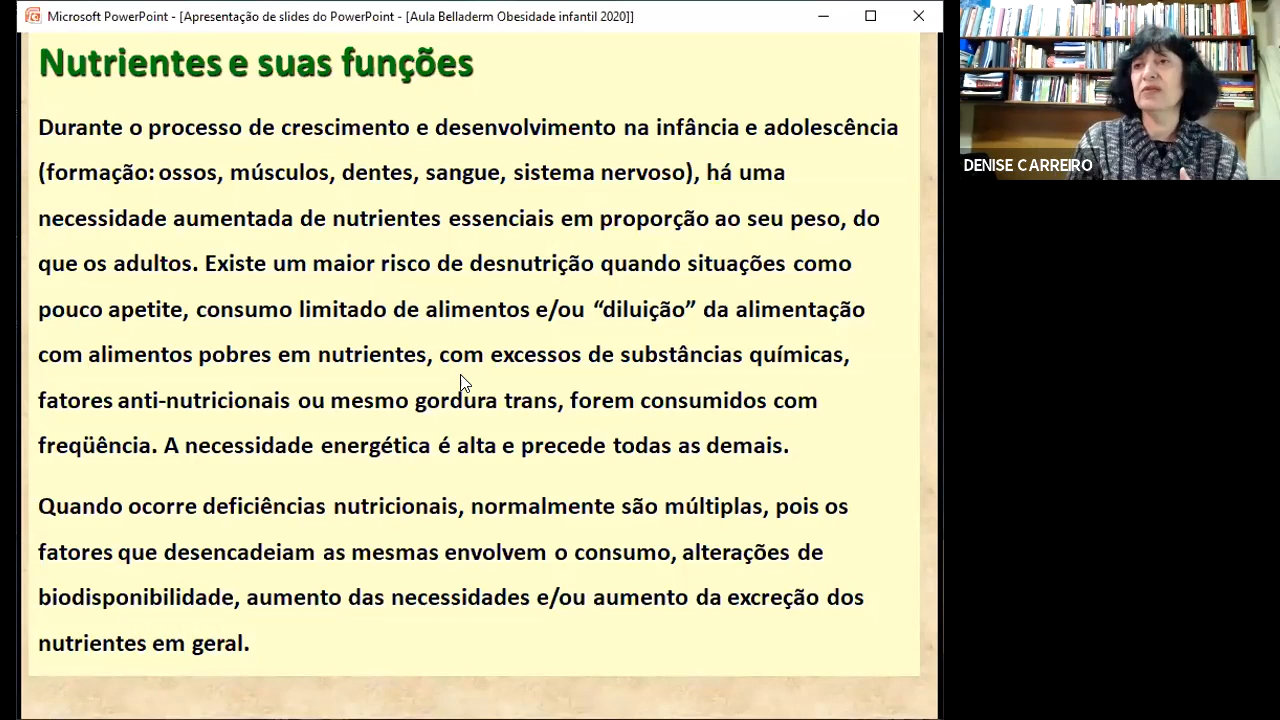 Microsoft PowerPoint - [Apresentação de slides do PowerPoint - [Aula Belladerm Obesidade infantil 2020]]
Nutrientes e suas funções
Durante o processo de crescimento e desenvolvimento na infância e adolescência
(formação: ossos, músculos, dentes, sangue, sistema nervoso), há uma
necessidade aumentada de nutrientes essenciais em proporção ao seu peso, do
que os adultos. Existe um maior risco de desnutrição quando situações como
pouco apetite, consumo limitado de alimentos e/ou “diluição” da alimentação
com alimentos pobres em nutrientes, com excessos de substâncias químicas,
fatores anti-nutricionais ou mesmo gordura trans, forem consumidos com
freqüência. A necessidade energética é alta e precede todas as demais.
Quando ocorre deficiências nutricionais, normalmente são múltiplas, pois os
fatores que desencadeiam as mesmas envolvem o consumo, alterações de
biodisponibilidade, aumento das necessidades e/ou aumento da excreção dos
nutrientes em geral.
DENISE CARREIRO